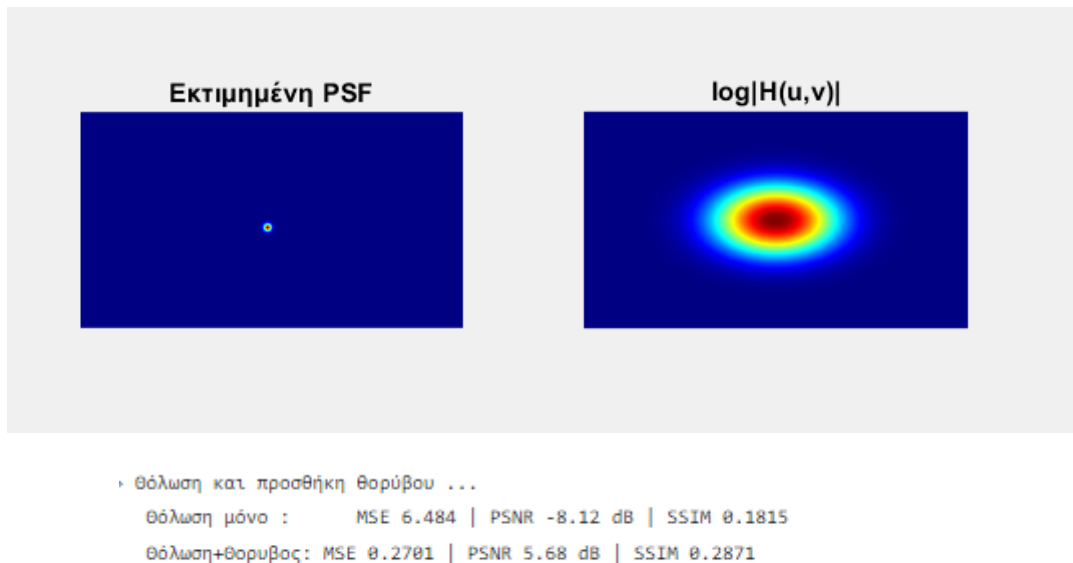 Εκτιμημένη PSF
log|H(u,v)|
Θόλωση και προσθήκη θορύβου ...
Θόλωση μόνο : MSE 6.484 | PSNR -8.12 dB | SSIM 0.1815
Θόλωση+Θορυβος: MSE 0.2701 | PSNR 5.68 dB | SSIM 0.2871